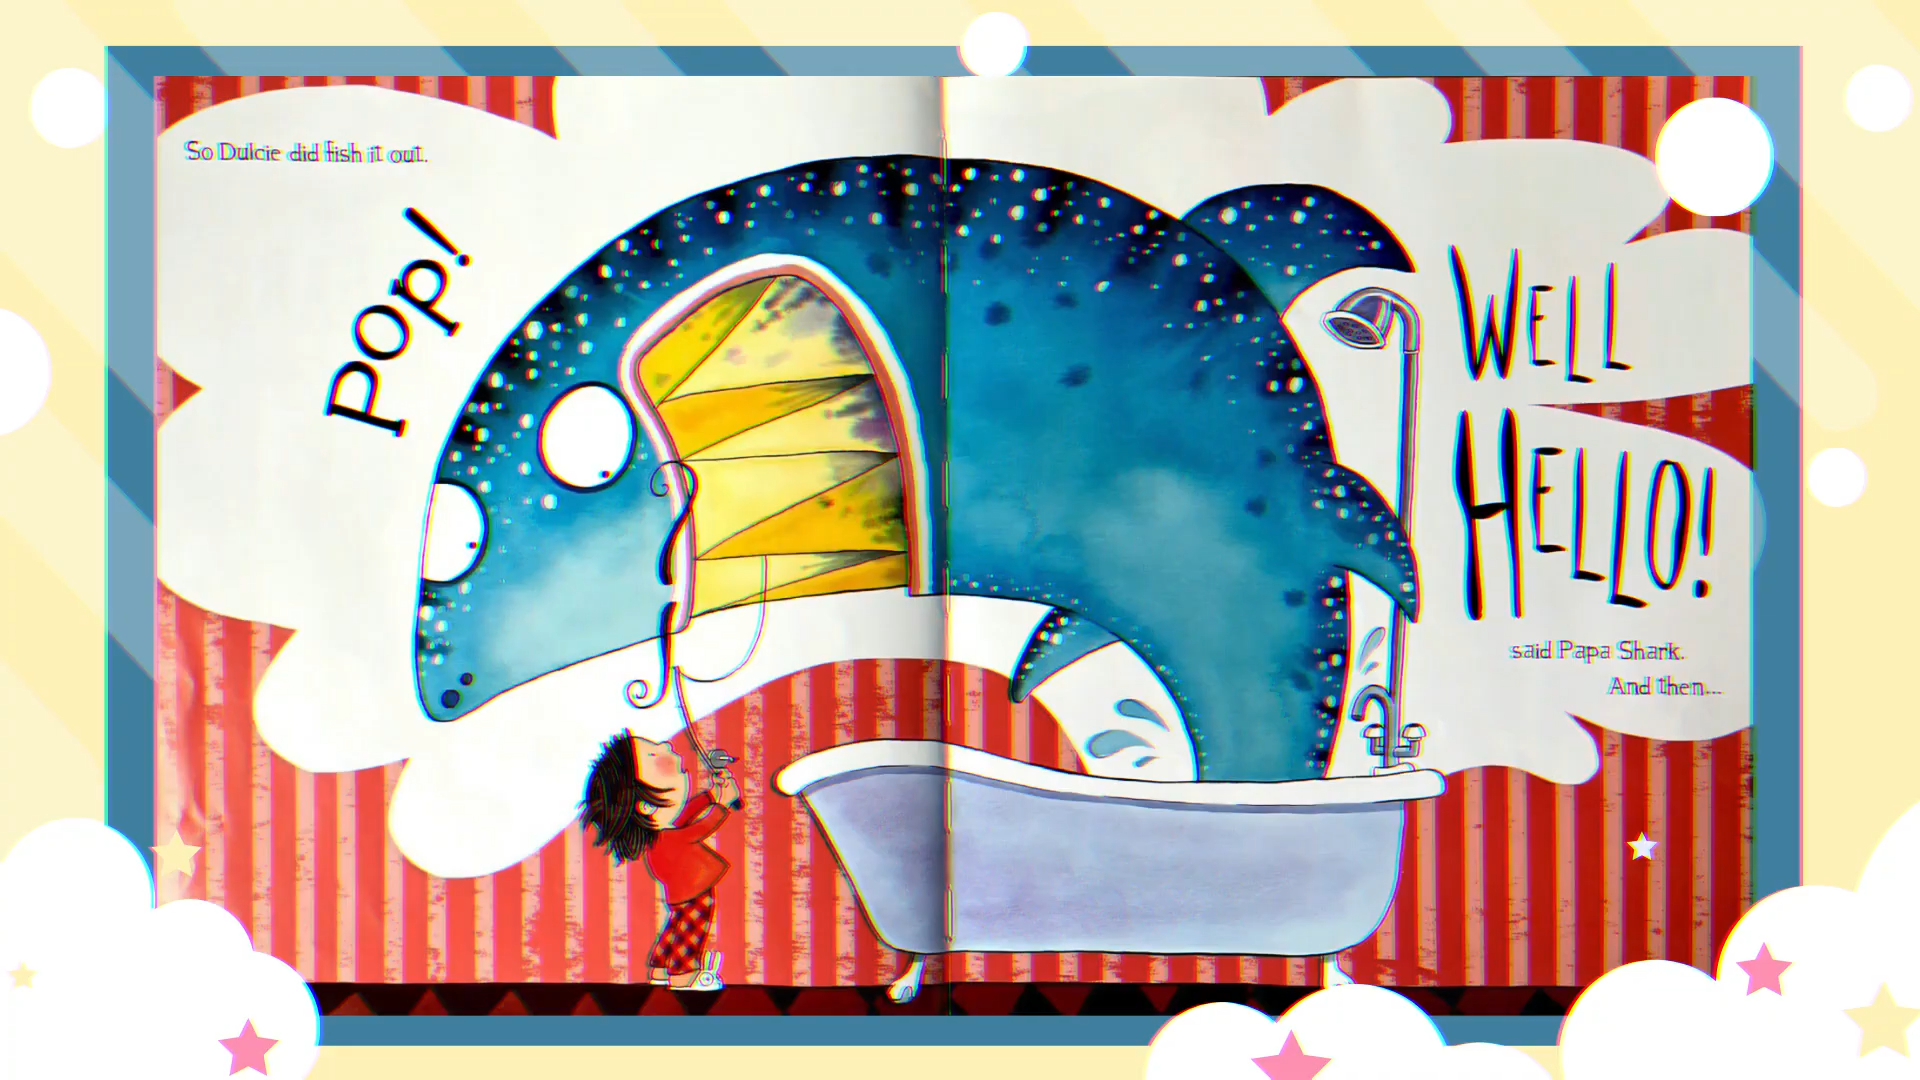 So Dulcie did fish it out.
Pop!
WELL
HELLO!
said Papa Shark.
And then...